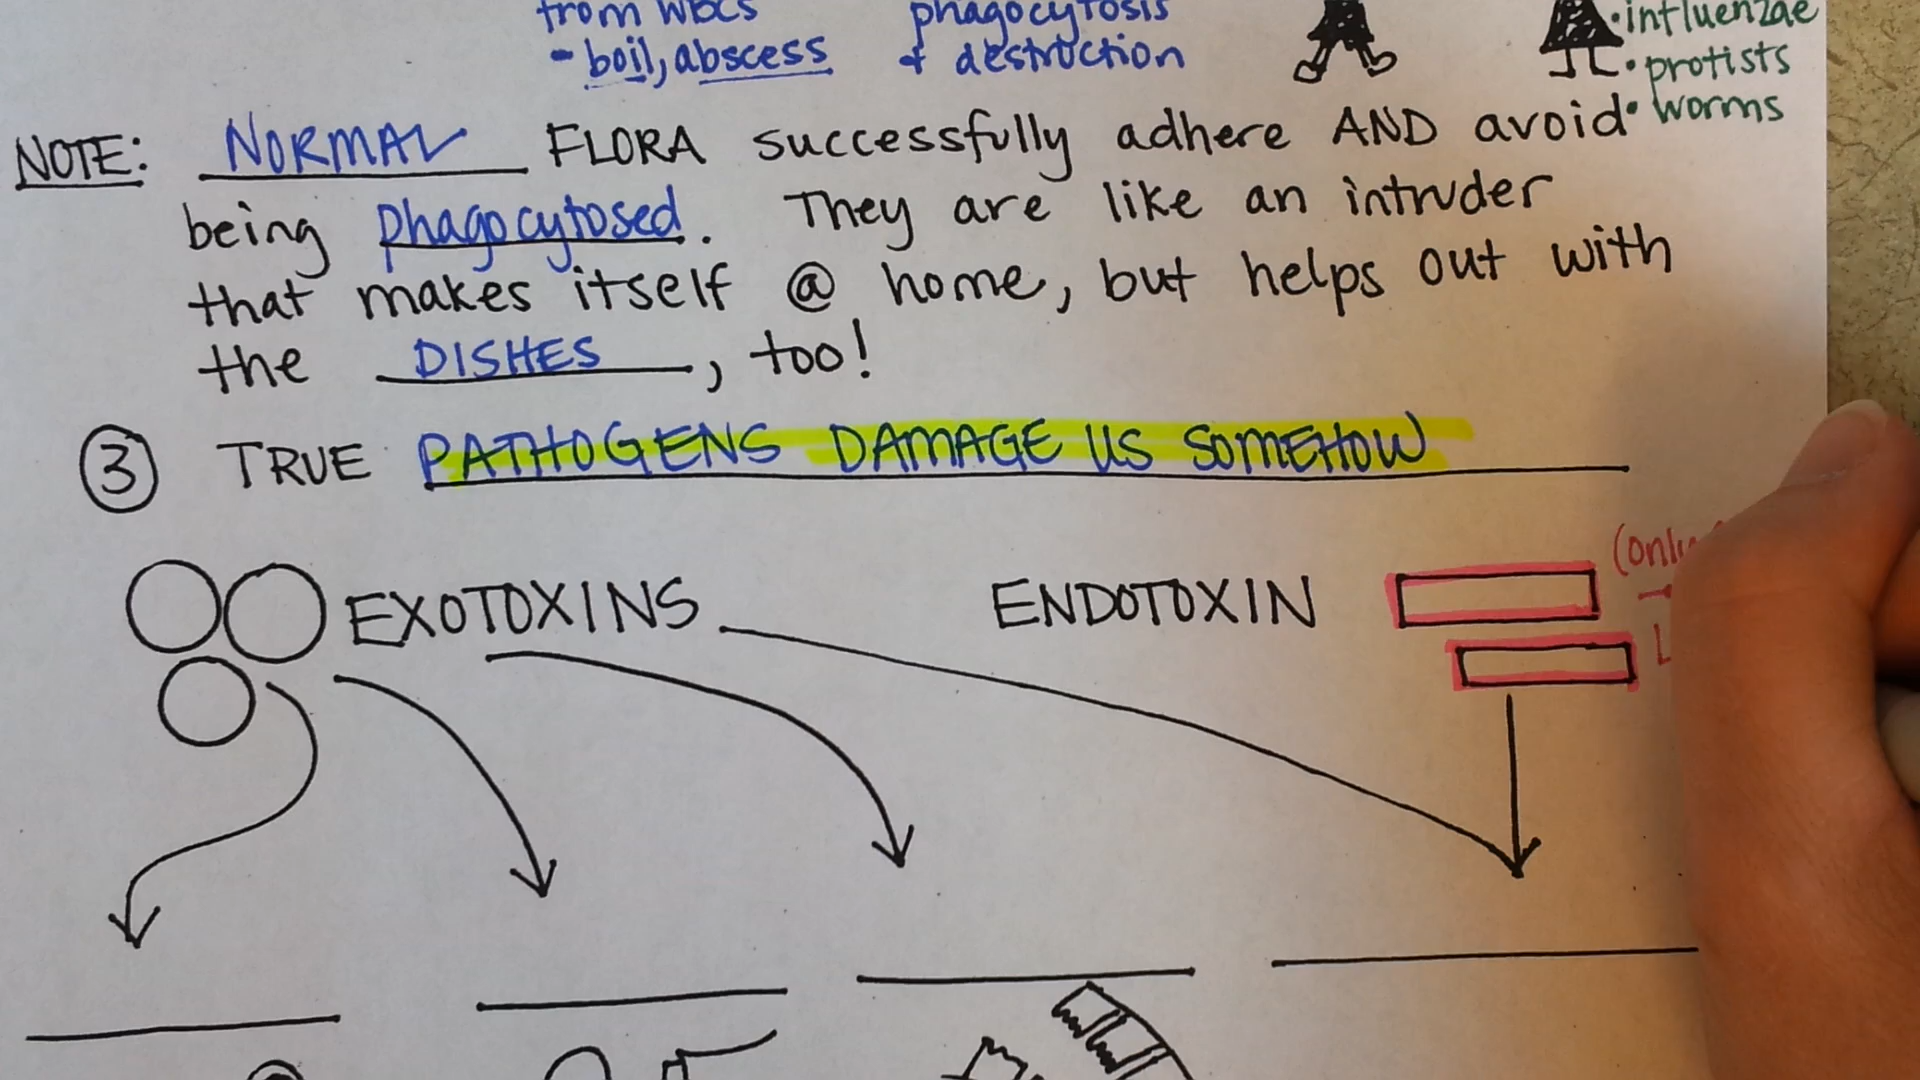 from WBCs phagocytosis
- boil, abscess & destruction
• influenzae
• protists
• worms
NOTE: NORMAL FLORA successfully adhere AND avoid
being phagocytosed. They are like an intruder
that makes itself @ home, but helps out with
the DISHES, too!
3 TRUE PATHOGENS DAMAGE US SOMEHOW
EXOTOXINS ENDOTOXIN